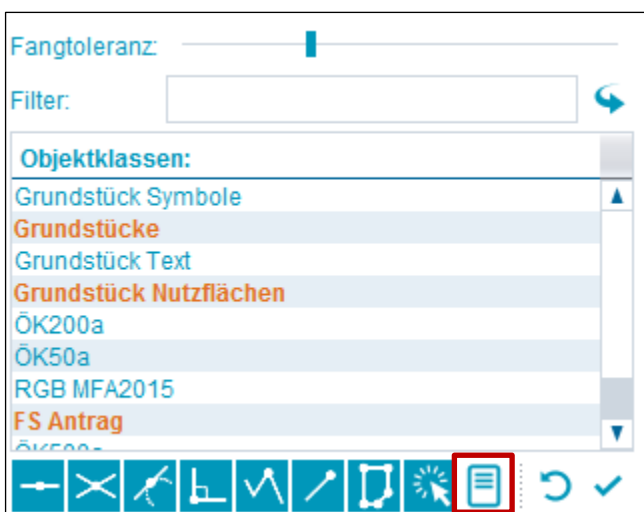 Fangtoleranz:
Filter:
Objektklassen:
Grundstück Symbole
Grundstücke
Grundstück Text
Grundstück Nutzflächen
ÖK200a
ÖK50a
RGB MFA2015
FS Antrag